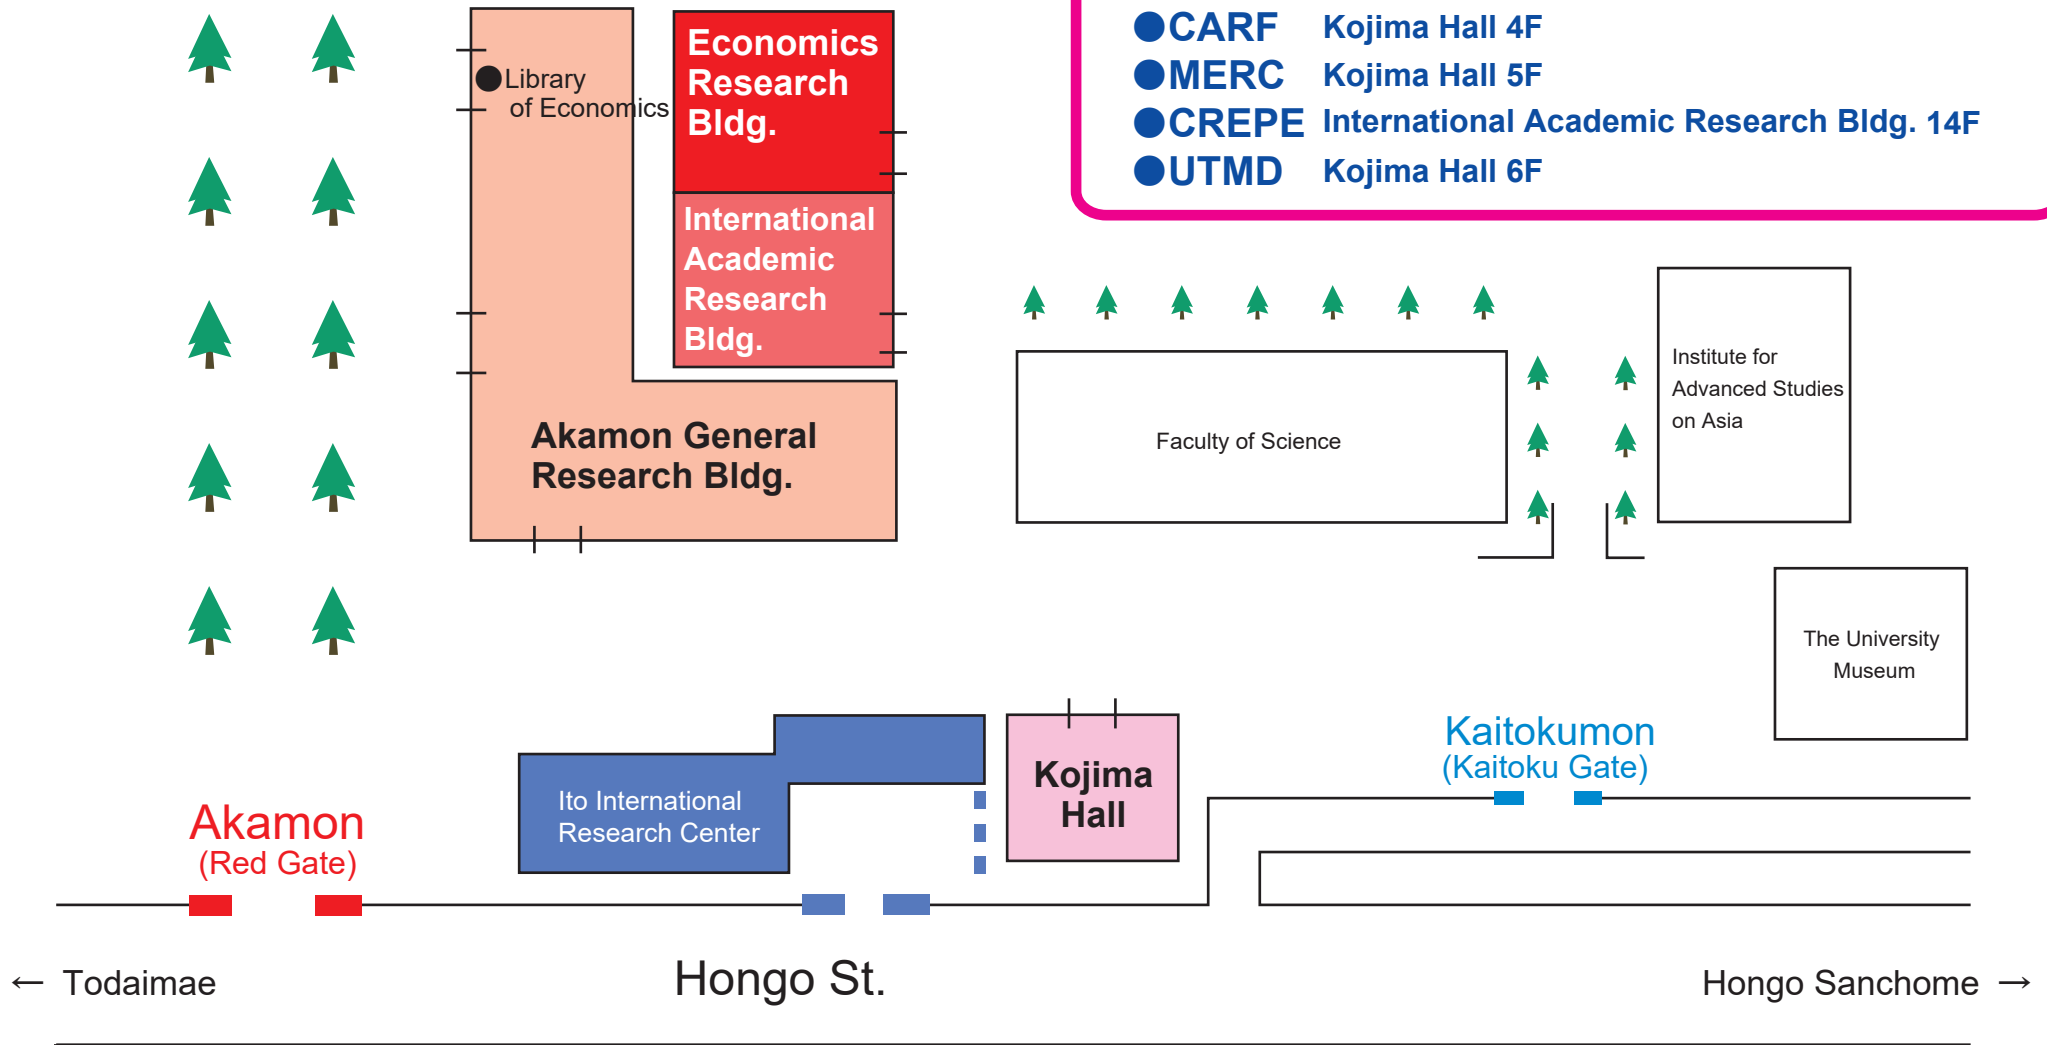 CARF Kojima Hall 4F
MERC Kojima Hall 5F
CREPE International Academic Research Bldg. 14F
UTMD Kojima Hall 6F
Library
of Economics
Economics
Research
Bldg.
International
Academic
Research
Bldg.
Akamon General
Research Bldg.
Faculty of Science
Institute for
Advanced Studies
on Asia
The University
Museum
Kaitokumon
(Kaitoku Gate)
Kojima
Hall
Ito International
Research Center
Akamon
(Red Gate)
← Todaimae
Hongo St.
Hongo Sanchome →